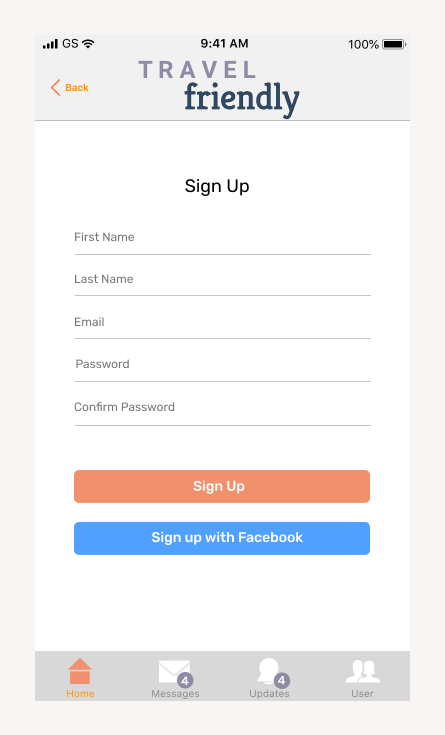 GS 9:41 AM 100%
TRAVEL
friendly
Back
Sign Up
First Name
Last Name
Email
Password
Confirm Password
Sign Up
Sign up with Facebook
4 4
Home Messages Updates User